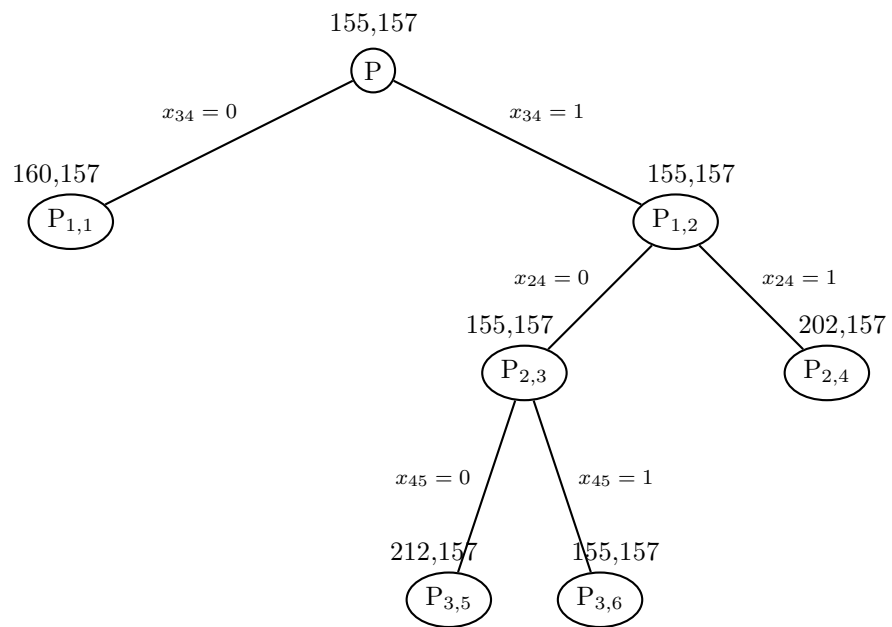 155,157
P
x₃₄ = 0
x₃₄ = 1
160,157
155,157
P₁,₁
P₁,₂
x₂₄ = 0
x₂₄ = 1
155,157
202,157
P₂,₃
P₂,₄
x₄₅ = 0
x₄₅ = 1
212,157
155,157
P₃,₅
P₃,₆